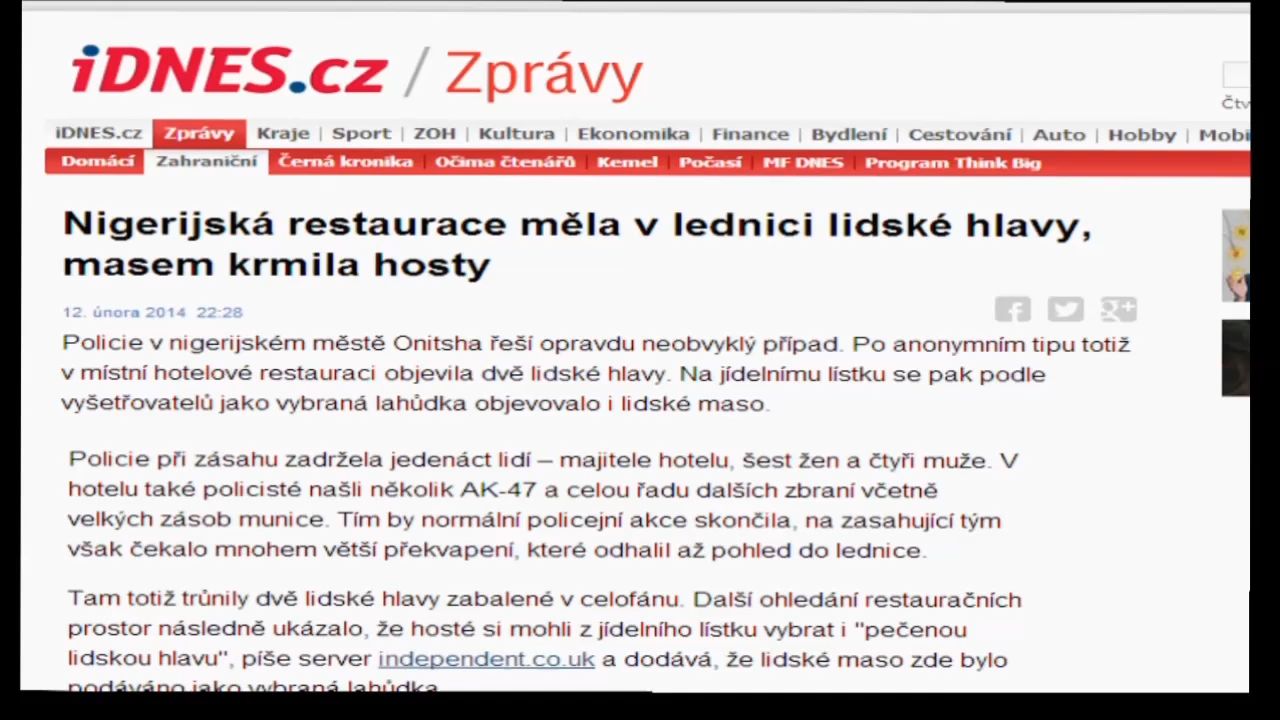 iDNES.cz / Zprávy
Čtv
iDNES.cz Zprávy Kraje | Sport | ZOH | Kultura | Ekonomika | Finance | Bydlení | Cestování | Auto | Hobby | Mobi
Domácí Zahraniční Černá kronika Očima čtenářů Kemel Počasí MF DNES Program Think Big
Nigerijská restaurace měla v lednici lidské hlavy,
masem krmila hosty
12. února 2014 22:28
Policie v nigerijském městě Onitsha řeší opravdu neobvyklý případ. Po anonymním tipu totiž
v místní hotelové restauraci objevila dvě lidské hlavy. Na jídelnímu lístku se pak podle
vyšetřovatelů jako vybraná lahůdka objevovalo i lidské maso.
Policie při zásahu zadržela jedenáct lidí – majitele hotelu, šest žen a čtyři muže. V
hotelu také policisté našli několik AK-47 a celou řadu dalších zbraní včetně
velkých zásob munice. Tím by normální policejní akce skončila, na zasahující tým
však čekalo mnohem větší překvapení, které odhalil až pohled do lednice.
Tam totiž trůnily dvě lidské hlavy zabalené v celofánu. Další ohledání restauračních
prostor následně ukázalo, že hosté si mohli z jídelního lístku vybrat i "pečenou
lidskou hlavu", píše server independent.co.uk a dodává, že lidské maso zde bylo
podáváno jako vybraná lahůdka.